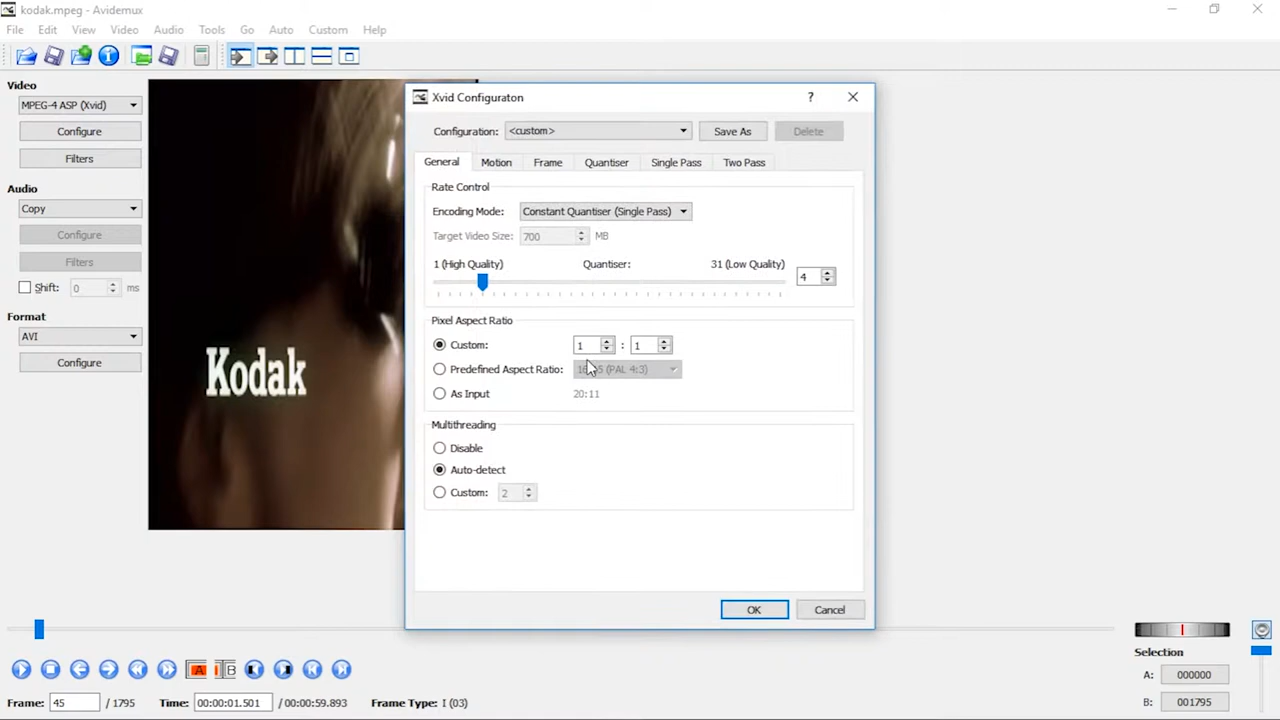 kodak.mpeg - Avidemux
File Edit View Video Audio Tools Go Auto Custom Help
Video
MPEG-4 ASP (Xvid)
Configure
Filters
Audio
Copy
Configure
Filters
Shift: 0 ms
Format
AVI
Configure
Kodak
Xvid Configuraton
?
Configuration: <custom> Save As Delete
General Motion Frame Quantiser Single Pass Two Pass
Rate Control
Encoding Mode: Constant Quantiser (Single Pass)
Target Video Size: 700 MB
1 (High Quality) Quantiser: 31 (Low Quality)
4
Pixel Aspect Ratio
Custom: 1 : 1
Predefined Aspect Ratio: (PAL 4:3)
As Input 20:11
Multithreading
Disable
Auto-detect
Custom: 2
OK Cancel
A B
Selection
A: 000000
B: 001795
Frame: 45 / 1795 Time: 00:00:01.501 / 00:00:59.893 Frame Type: I (03)